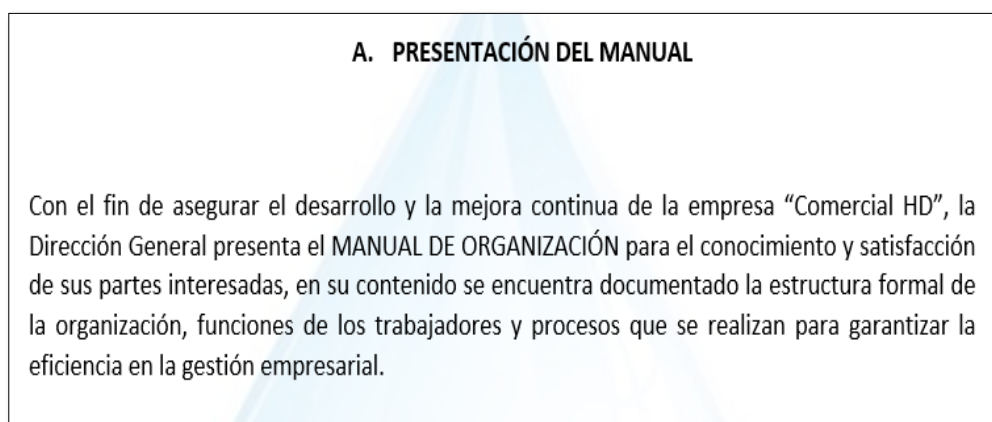 A. PRESENTACIÓN DEL MANUAL
Con el fin de asegurar el desarrollo y la mejora continua de la empresa “Comercial HD”, la
Dirección General presenta el MANUAL DE ORGANIZACIÓN para el conocimiento y satisfacción
de sus partes interesadas, en su contenido se encuentra documentado la estructura formal de
la organización, funciones de los trabajadores y procesos que se realizan para garantizar la
eficiencia en la gestión empresarial.